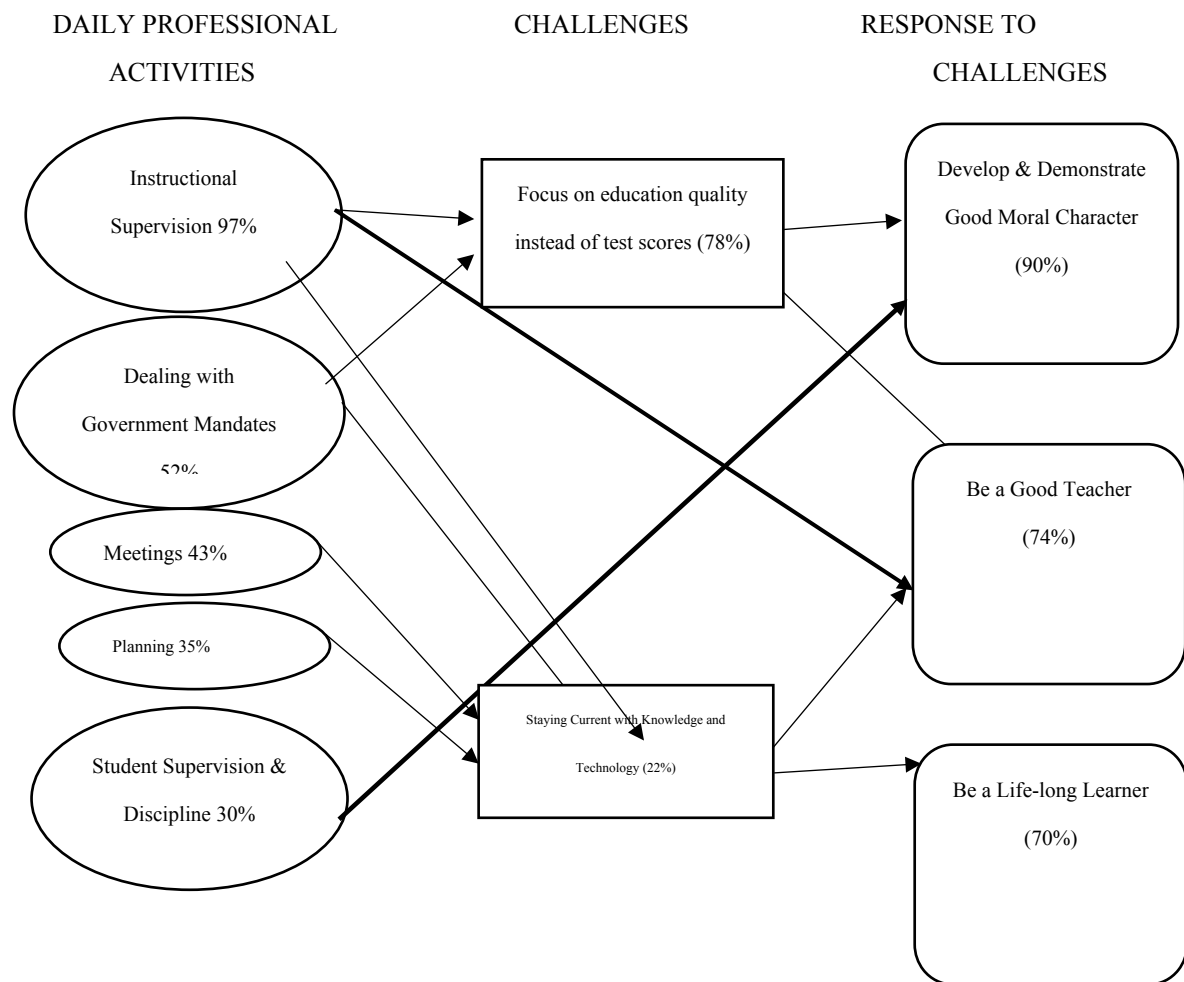 DAILY PROFESSIONAL
ACTIVITIES
CHALLENGES
RESPONSE TO
CHALLENGES
Instructional
Supervision 97%
Dealing with
Government Mandates
52%
Meetings 43%
Planning 35%
Student Supervision &
Discipline 30%
Focus on education quality
instead of test scores (78%)
Staying Current with Knowledge and
Technology (22%)
Develop & Demonstrate
Good Moral Character
(90%)
Be a Good Teacher
(74%)
Be a Life-long Learner
(70%)